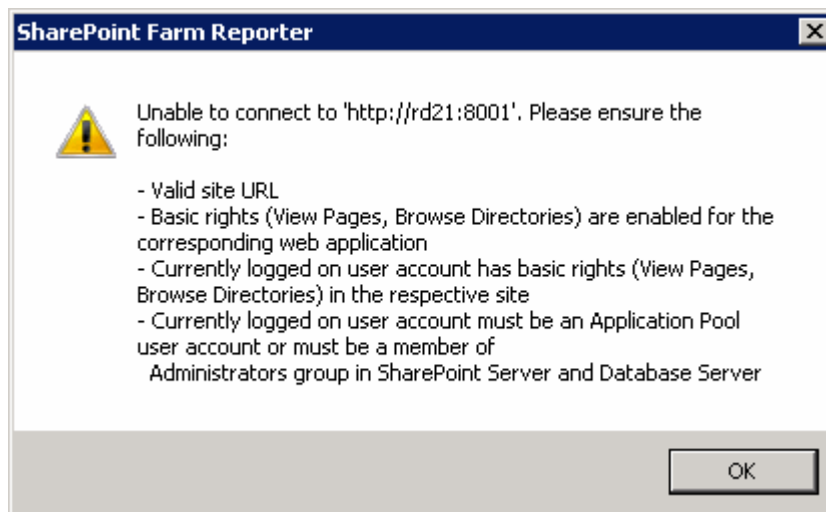 SharePoint Farm Reporter
Unable to connect to 'http://rd21:8001'. Please ensure the
following:
- Valid site URL
- Basic rights (View Pages, Browse Directories) are enabled for the
corresponding web application
- Currently logged on user account has basic rights (View Pages,
Browse Directories) in the respective site
- Currently logged on user account must be an Application Pool
user account or must be a member of
Administrators group in SharePoint Server and Database Server
OK